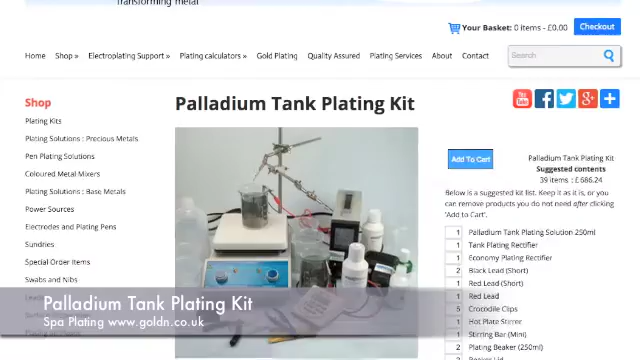 Transforming metal
Your Basket: 0 items - £0.00
Checkout
Home Shop » Electroplating Support » Plating calculators » Gold Plating Quality Assured Plating Services About Contact
Search
Shop
Plating Kits
Plating Solutions : Precious Metals
Pen Plating Solutions
Coloured Metal Mixers
Plating Solutions : Base Metals
Power Sources
Electrodes and Plating Pens
Sundries
Special Order Items
Swabs and Nibs
Palladium Tank Plating Kit
You
Tube
Add To Cart
Palladium Tank Plating Kit
Suggested contents
39 items : £686.24
Below is a suggested kit list. Keep it as it is, or you
can remove products you do not need after clicking
'Add to Cart'.
1 Palladium Tank Plating Solution 250ml
1 Tank Plating Rectifier
1 Economy Plating Rectifier
2 Black Lead (Short)
1 Red Lead (Short)
1 Red Lead
5 Crocodile Clips
1 Hot Plate Stirrer
1 Stirring Bar (Mini)
2 Plating Beaker (250ml)
Palladium Tank Plating Kit
Spa Plating www.goldn.co.uk